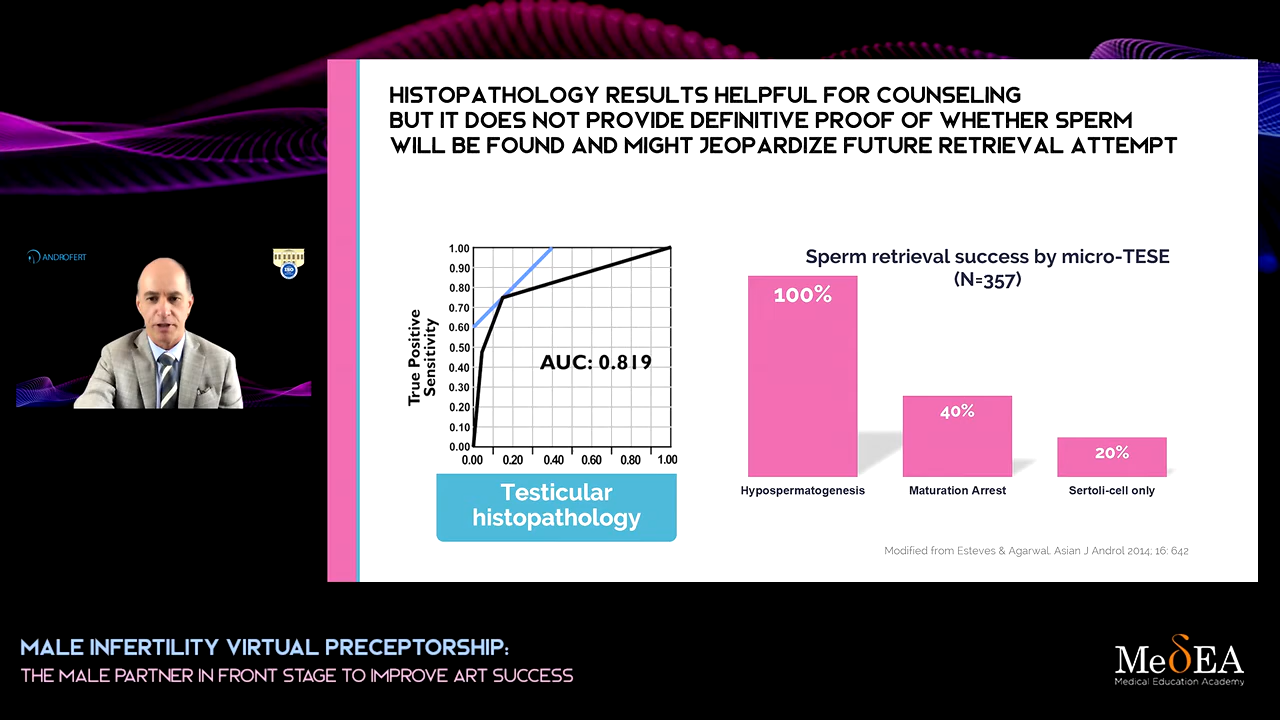 HISTOPATHOLOGY RESULTS HELPFUL FOR COUNSELING
BUT IT DOES NOT PROVIDE DEFINITIVE PROOF OF WHETHER SPERM
WILL BE FOUND AND MIGHT JEOPARDIZE FUTURE RETRIEVAL ATTEMPT
ANDROFERT
ISO
True Positive
Sensitivity
1.00
0.90
0.80
0.70
0.60
0.50
0.40
0.30
0.20
0.10
0.00
AUC: 0.819
0.00 0.20 0.40 0.60 0.80 1.00
Testicular
histopathology
Sperm retrieval success by micro-TESE
(N=357)
100%
40%
20%
Hypospermatogenesis Maturation Arrest Sertoli-cell only
Modified from Esteves & Agarwal. Asian J Androl 2014; 16: 642
MALE INFERTILITY VIRTUAL PRECEPTORSHIP:
THE MALE PARTNER IN FRONT STAGE TO IMPROVE ART SUCCESS
MeδEA
Medical Education Academy